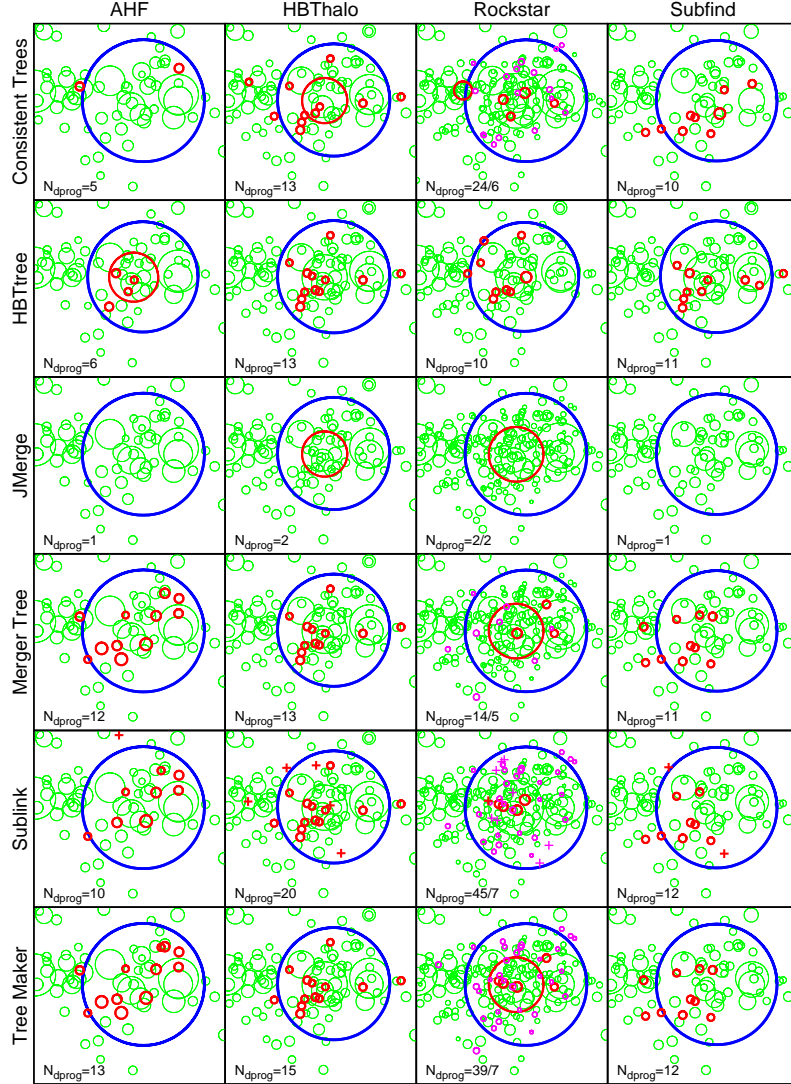 AHF HBThalo Rockstar Subfind
Consistent Trees
N_dprog=5 N_dprog=13 N_dprog=24/6 N_dprog=10
HBTtree
N_dprog=6 N_dprog=13 N_dprog=10 N_dprog=11
JMerge
N_dprog=1 N_dprog=2 N_dprog=2/2 N_dprog=1
Merger Tree
N_dprog=12 N_dprog=13 N_dprog=14/5 N_dprog=11
Sublink
N_dprog=10 N_dprog=20 N_dprog=45/7 N_dprog=12
Tree Maker
N_dprog=13 N_dprog=15 N_dprog=39/7 N_dprog=12